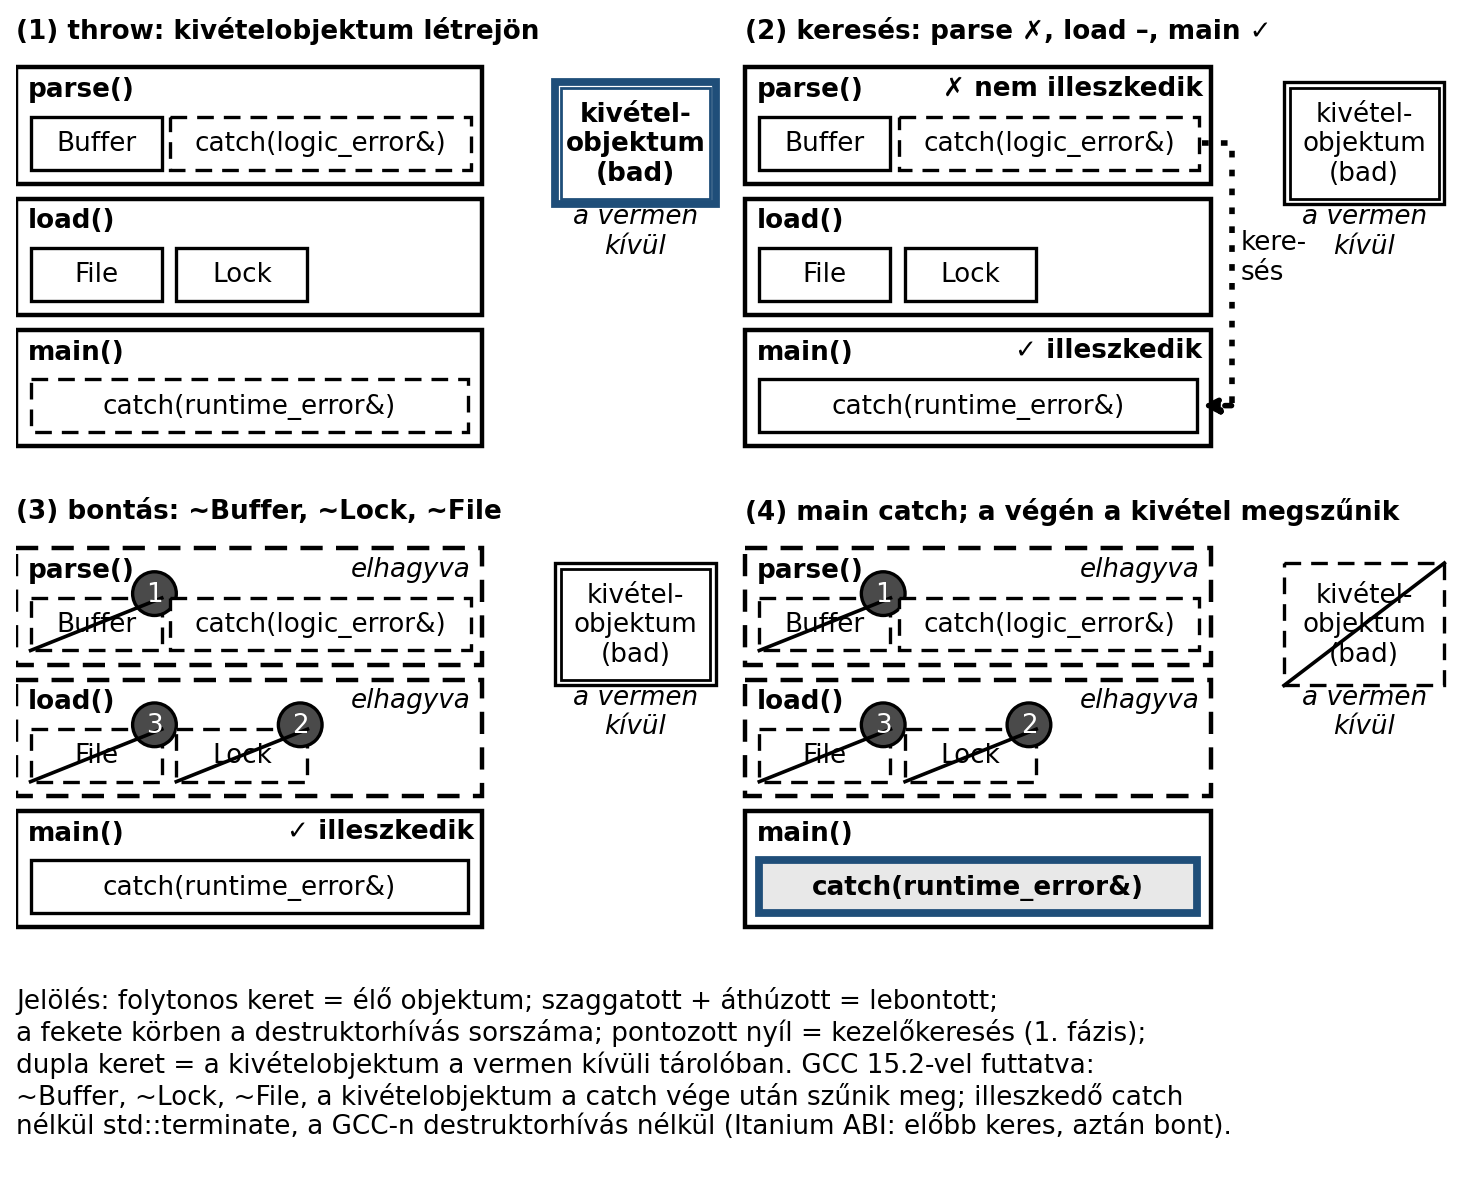 (1) throw: kivételobjektum létrejön
parse()
Buffer
catch(logic_error&)
load()
File
Lock
main()
catch(runtime_error&)
kivétel-
objektum
(bad)
a vermen
kívül
(2) keresés: parse ✗, load –, main ✓
parse()
✗ nem illeszkedik
Buffer
catch(logic_error&)
load()
File
Lock
main()
✓ illeszkedik
catch(runtime_error&)
kere-
sés
kivétel-
objektum
(bad)
a vermen
kívül
(3) bontás: ~Buffer, ~Lock, ~File
parse()
elhagyva
1
Buffer
catch(logic_error&)
load()
elhagyva
3
2
File
Lock
main()
✓ illeszkedik
catch(runtime_error&)
kivétel-
objektum
(bad)
a vermen
kívül
(4) main catch; a végén a kivétel megszűnik
parse()
elhagyva
1
Buffer
catch(logic_error&)
load()
elhagyva
3
2
File
Lock
main()
catch(runtime_error&)
kivétel-
objektum
(bad)
a vermen
kívül
Jelölés: folytonos keret = élő objektum; szaggatott + áthúzott = lebontott;
a fekete körben a destruktorhívás sorszáma; pontozott nyíl = kezelőkeresés (1. fázis);
dupla keret = a kivételobjektum a vermen kívüli tárolóban. GCC 15.2-vel futtatva:
~Buffer, ~Lock, ~File, a kivételobjektum a catch vége után szűnik meg; illeszkedő catch
nélkül std::terminate, a GCC-n destruktorhívás nélkül (Itanium ABI: előbb keres, aztán bont).